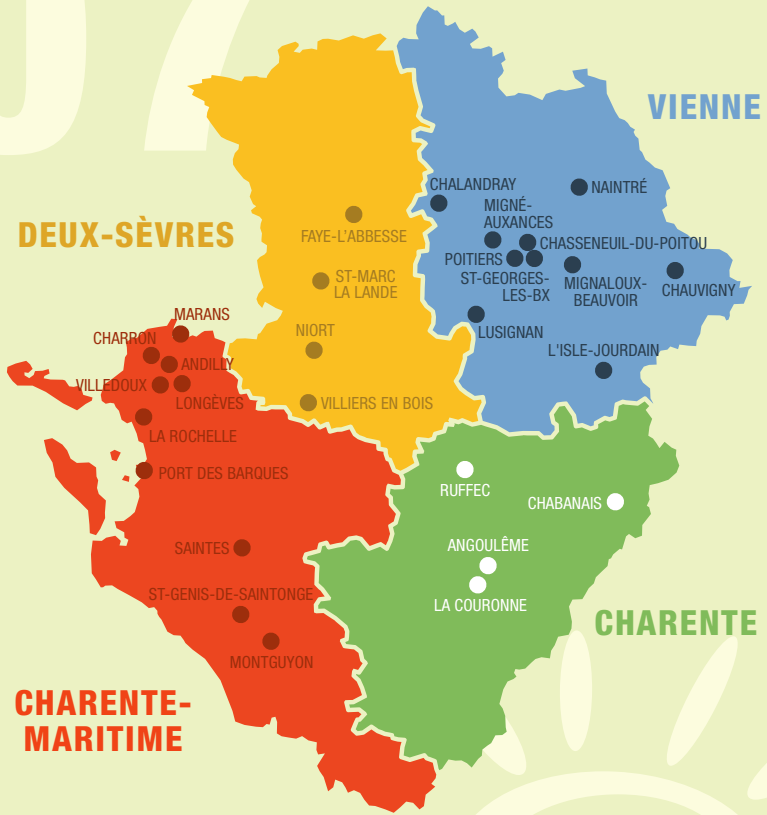 07
VIENNE
CHALANDRAY
NAINTRÉ
MIGNÉ-
AUXANCES
DEUX-SÈVRES
FAYE-L'ABBESSE
CHASSENEUIL-DU-POITOU
POITIERS
ST-GEORGES-
LES-BX
MIGNALOUX-
BEAUVOIR
CHAUVIGNY
ST-MARC
LA LANDE
LUSIGNAN
MARANS
NIORT
CHARRON
L'ISLE-JOURDAIN
ANDILLY
VILLEDOUX
LONGÈVES
VILLIERS EN BOIS
LA ROCHELLE
PORT DES BARQUES
RUFFEC
CHABANAIS
SAINTES
ANGOULÊME
ST-GENIS-DE-SAINTONGE
LA COURONNE
CHARENTE
MONTGUYON
CHARENTE-
MARITIME